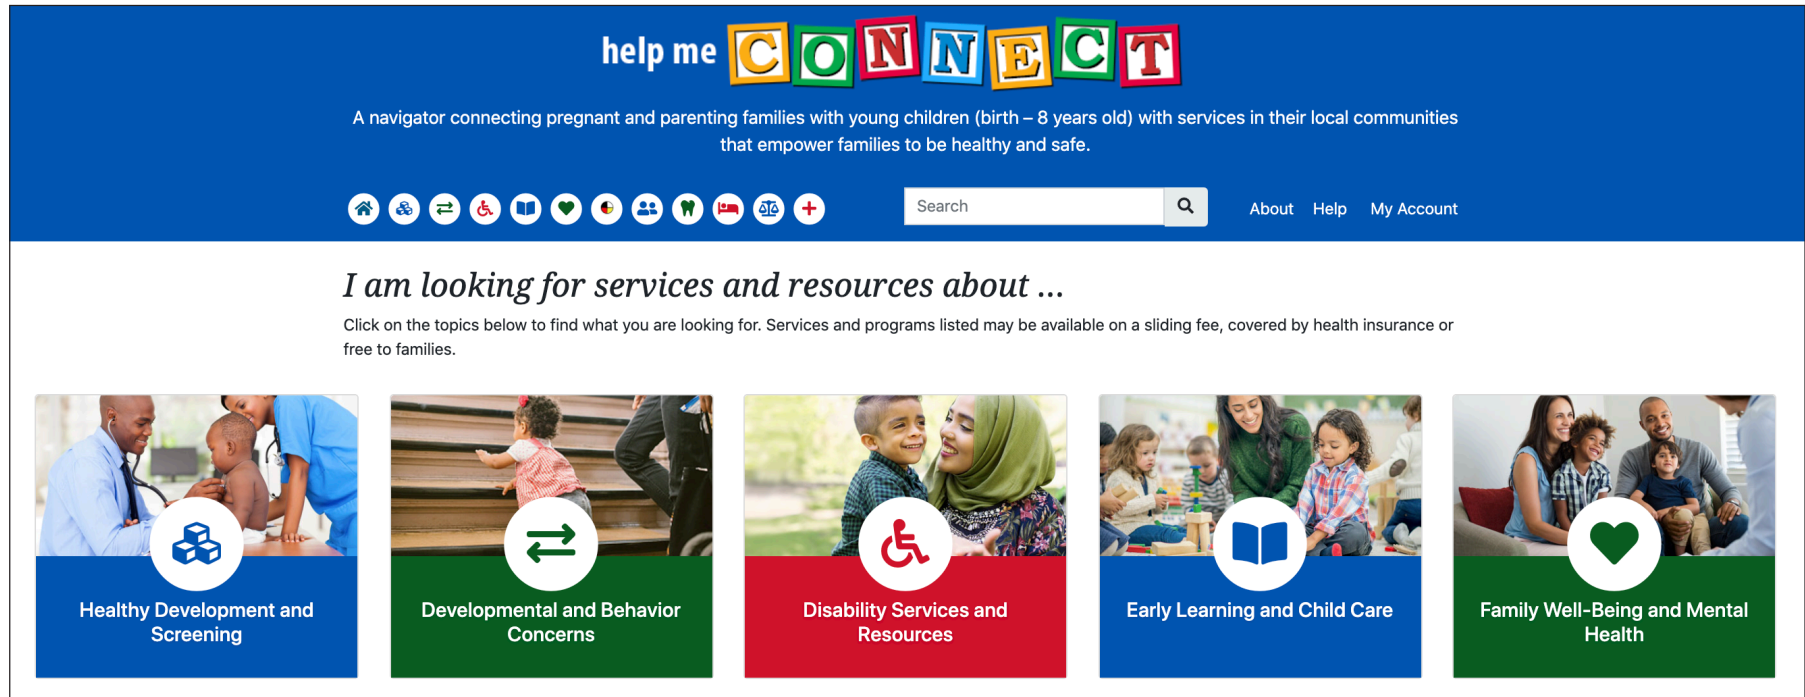 help me CONNECT
A navigator connecting pregnant and parenting families with young children (birth – 8 years old) with services in their local communities
that empower families to be healthy and safe.
Search
About Help My Account
I am looking for services and resources about ...
Click on the topics below to find what you are looking for. Services and programs listed may be available on a sliding fee, covered by health insurance or
free to families.
Healthy Development and
Screening
Developmental and Behavior
Concerns
Disability Services and
Resources
Early Learning and Child Care
Family Well-Being and Mental
Health